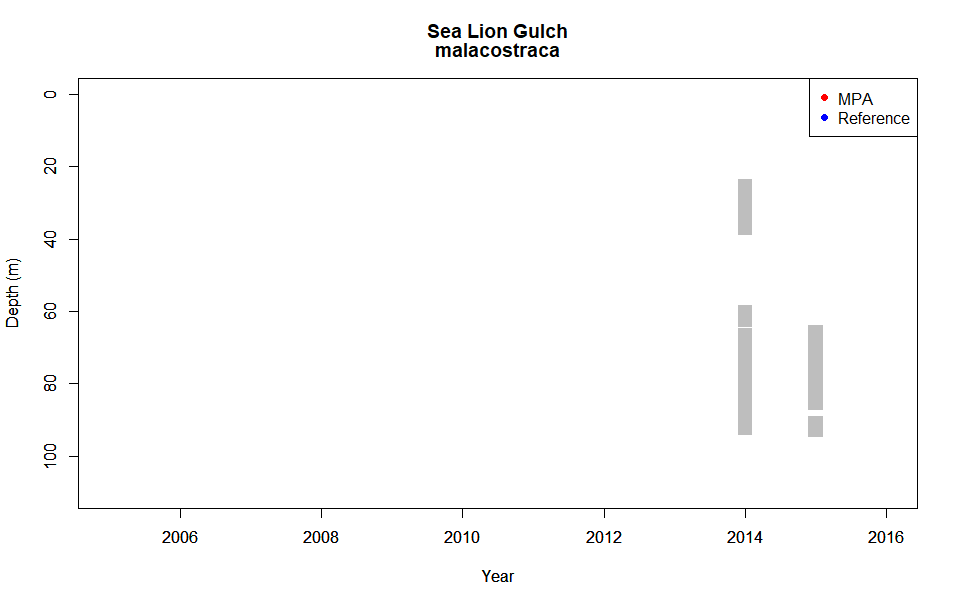 Sea Lion Gulch
malacostraca
MPA
Reference
0
20
40
60
80
100
Depth (m)
2006 2008 2010 2012 2014 2016
Year